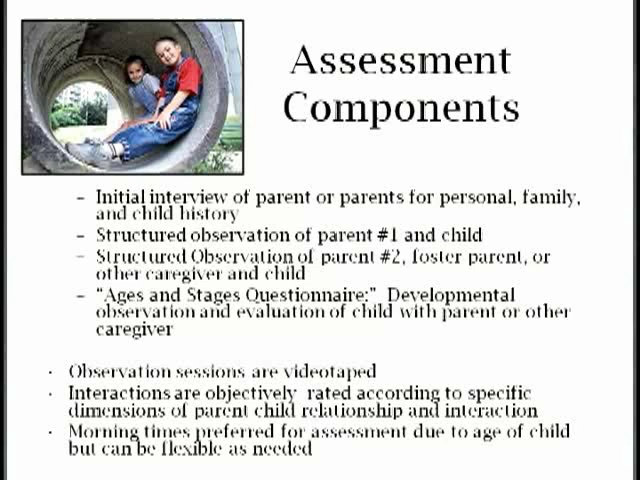 Assessment
Components
– Initial interview of parent or parents for personal, family,
and child history
– Structured observation of parent #1 and child
– Structured Observation of parent #2, foster parent, or
other caregiver and child
– “Ages and Stages Questionnaire:” Developmental
observation and evaluation of child with parent or other
caregiver
· Observation sessions are videotaped
· Interactions are objectively rated according to specific
dimensions of parent child relationship and interaction
· Morning times preferred for assessment due to age of child
but can be flexible as needed